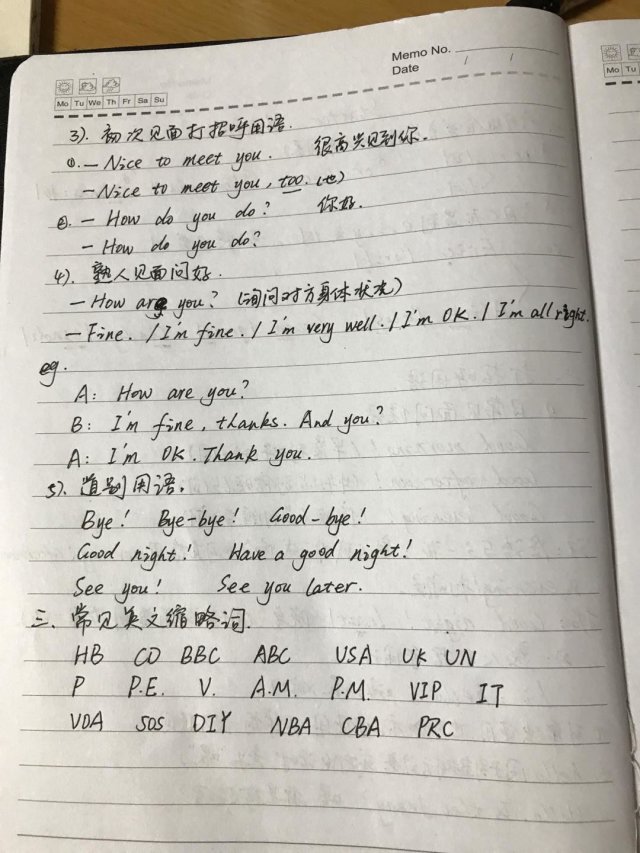 Memo No.
Date / /
Mo Tu We Th Fr Sa Su
Mo Tu
3). 初次见面打招呼用语.
①. — Nice to meet you. 很高兴见到你.
— Nice to meet you, too. (也)
②. — How do you do? 你好.
— How do you do?
4). 熟人见面问好.
— How are you? (询问对方身体状况)
— Fine. / I'm fine. / I'm very well. / I'm OK. / I'm all right.
eg.
A: How are you?
B: I'm fine, thanks. And you?
A: I'm OK. Thank you.
5). 道别用语.
Bye! Bye-bye! Good-bye!
Good night! Have a good night!
See you! See you later.
三. 常见英文缩略词.
HB CD BBC ABC USA UK UN
P P.E. V. A.M. P.M. VIP IT
VOA SOS DIY NBA CBA PRC